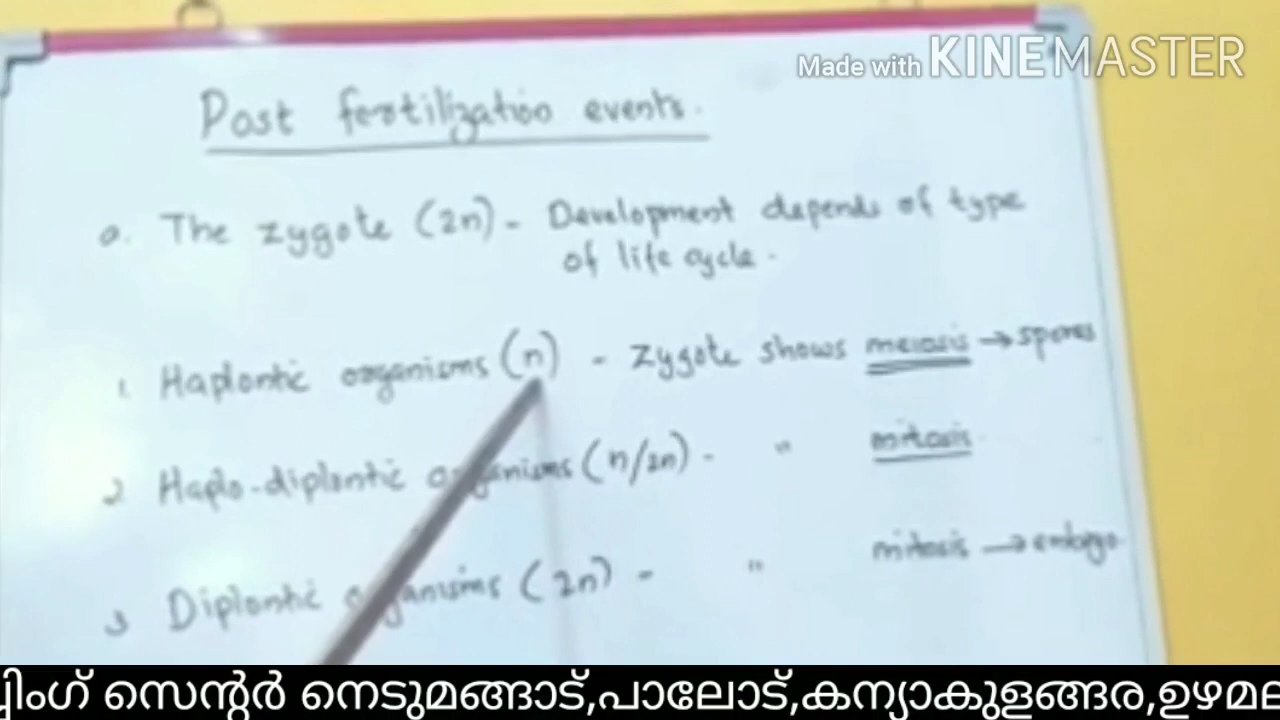 Made with KINEMASTER
Post fertilization events.
a. The zygote (2n) - Development depends of type
of life cycle.
1. Haplontic organisms (n) - Zygote shows meiosis → spores
2. Haplo-diplontic organisms (n/2n) - " mitosis
3 Diplontic organisms (2n) - " mitosis → embryo
സെന്റർ നെടുമങ്ങാട്,പാലോട്,കന്യാകുളങ്ങര,